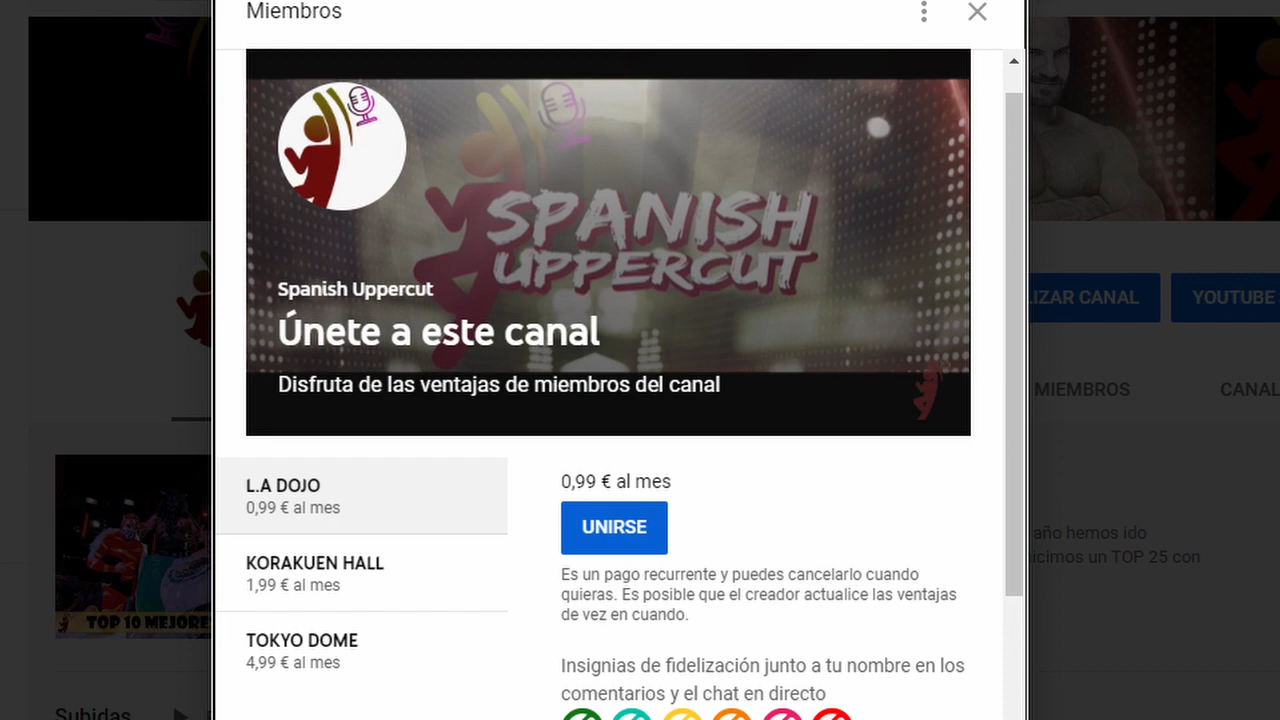 Miembros
SPANISH
UPPERCUT
Spanish Uppercut
Únete a este canal
Disfruta de las ventajas de miembros del canal
L.A DOJO
0,99 € al mes
KORAKUEN HALL
1,99 € al mes
TOKYO DOME
4,99 € al mes
0,99 € al mes
UNIRSE
Es un pago recurrente y puedes cancelarlo cuando
quieras. Es posible que el creador actualice las ventajas
de vez en cuando.
Insignias de fidelización junto a tu nombre en los
comentarios y el chat en directo
LIZAR CANAL
YOUTUBE
MIEMBROS
CANAL
año hemos ido
hicimos un TOP 25 con
TOP 10 MEJORE
Subidas